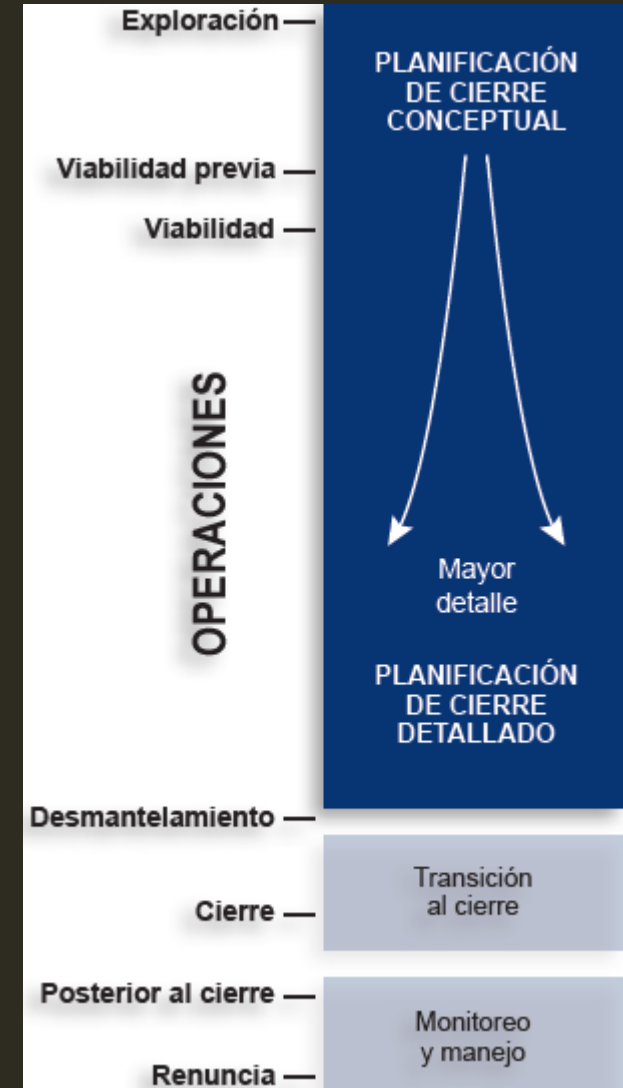 Exploración
PLANIFICACIÓN
DE CIERRE
CONCEPTUAL
Viabilidad previa
Viabilidad
OPERACIONES
Mayor
detalle
PLANIFICACIÓN
DE CIERRE
DETALLADO
Desmantelamiento
Transición
al cierre
Cierre
Posterior al cierre
Monitoreo
y manejo
Renuncia